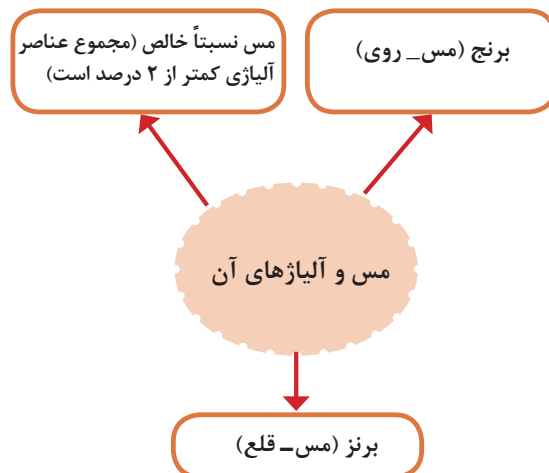 برنج (مس_ روی)
مس نسبتاً خالص (مجموع عناصر
آلیاژی کمتر از ۲ درصد است)
مس و آلیاژهای آن
برنز (مس_ قلع)